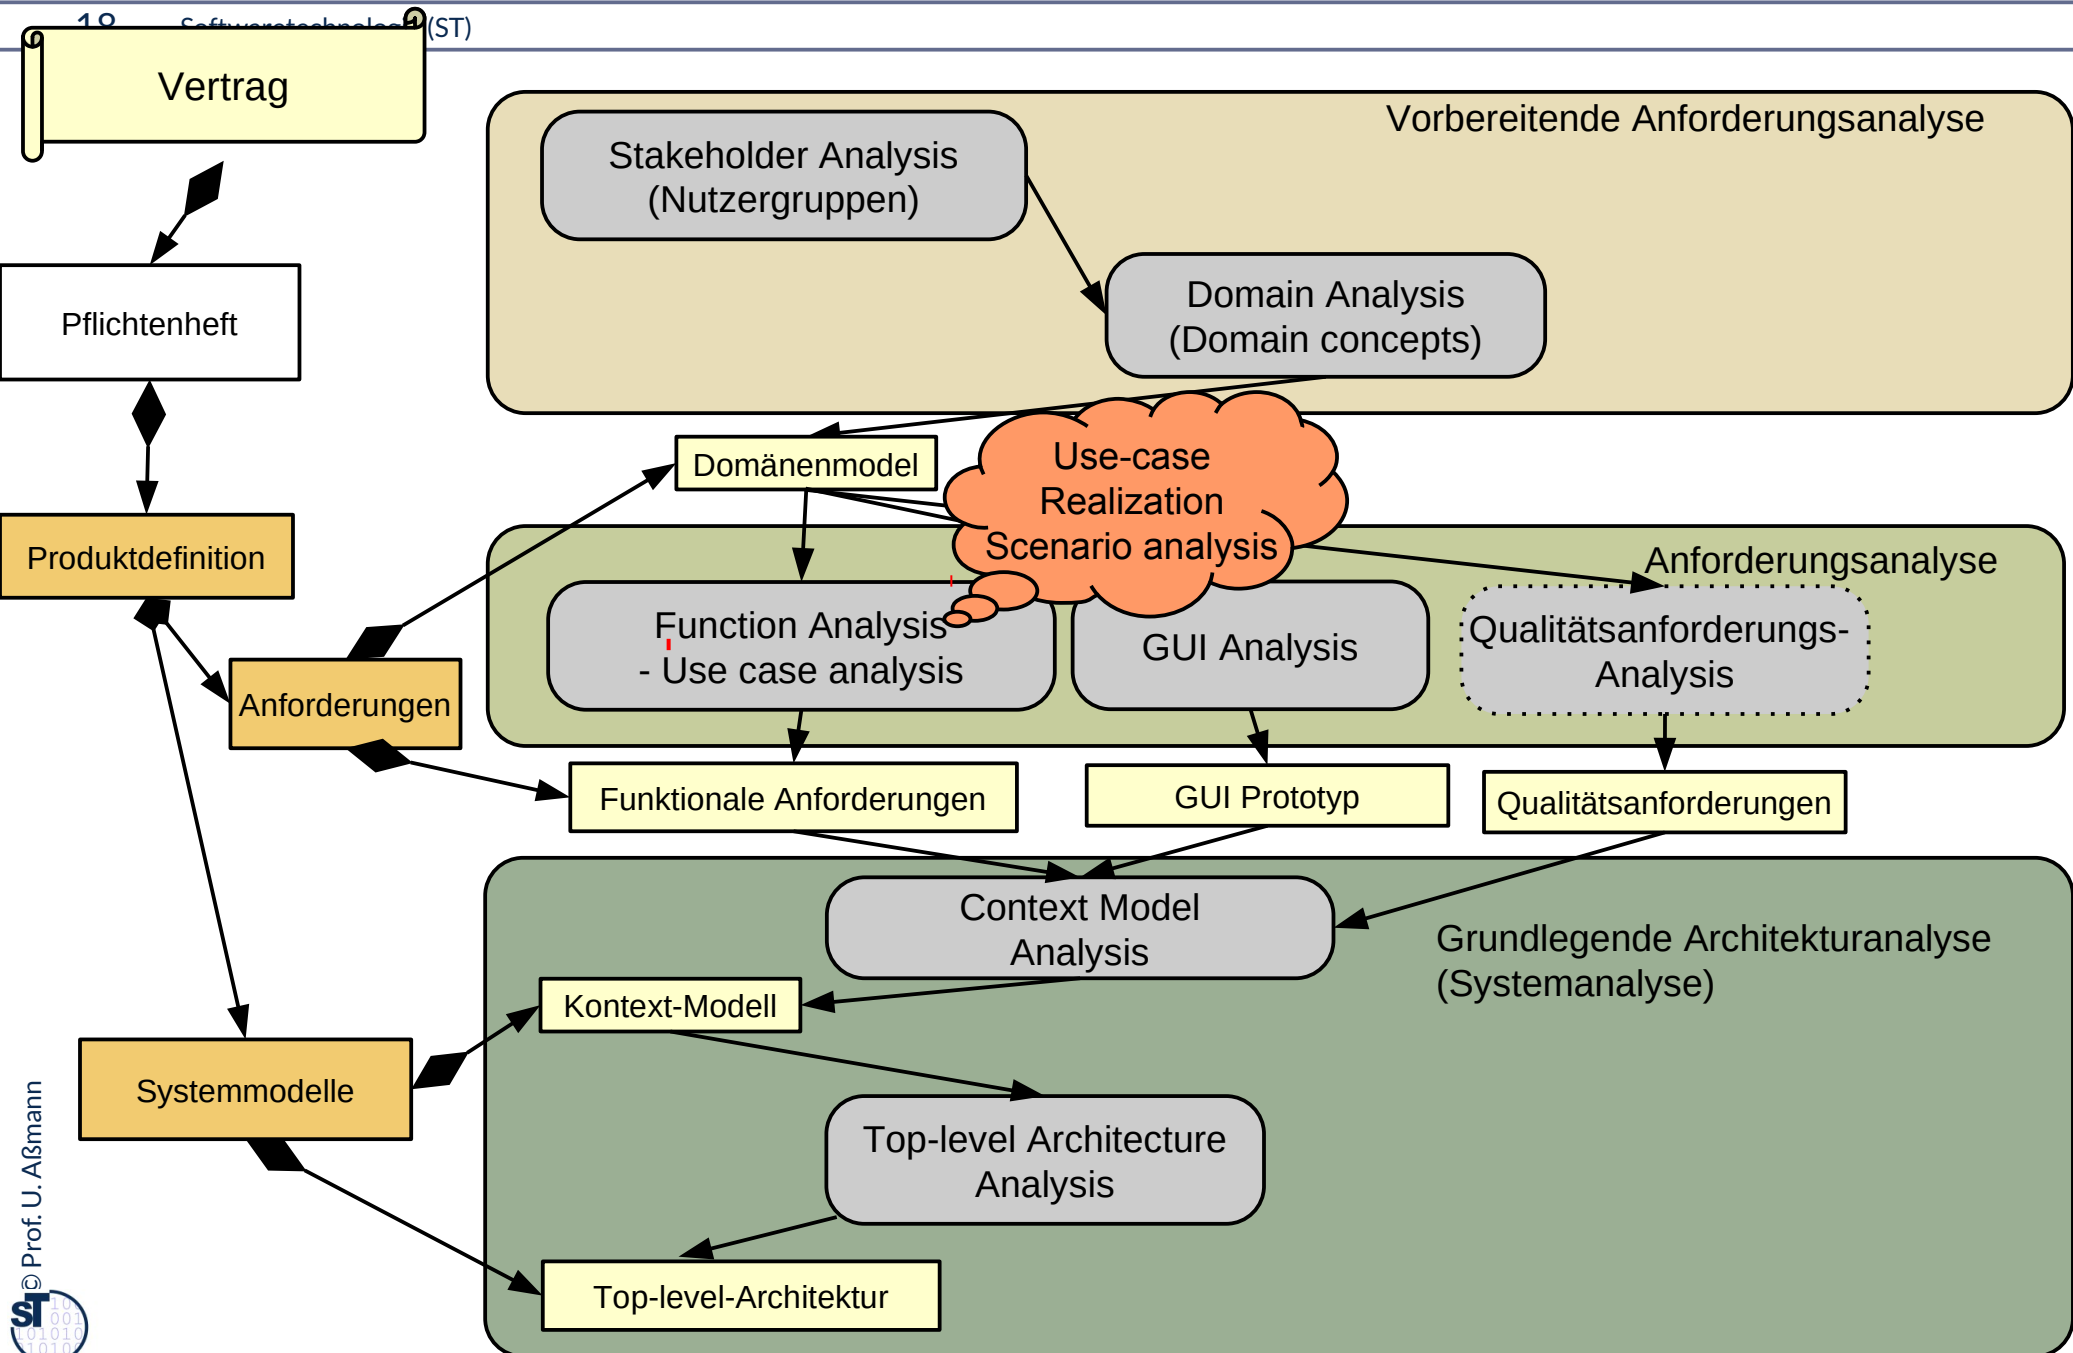 18
Softwaretechnologie (ST)
Vertrag
Vorbereitende Anforderungsanalyse
Stakeholder Analysis
(Nutzergruppen)
Domain Analysis
(Domain concepts)
Pflichtenheft
Domänenmodel
Use-case
Realization
Scenario analysis
Produktdefinition
Anforderungsanalyse
Function Analysis
- Use case analysis
GUI Analysis
Qualitätsanforderungs-
Analysis
Anforderungen
Funktionale Anforderungen
GUI Prototyp
Qualitätsanforderungen
Context Model
Analysis
Grundlegende Architekturanalyse
(Systemanalyse)
Kontext-Modell
Systemmodelle
Top-level Architecture
Analysis
Top-level-Architektur
© Prof. U. Aßmann
ST